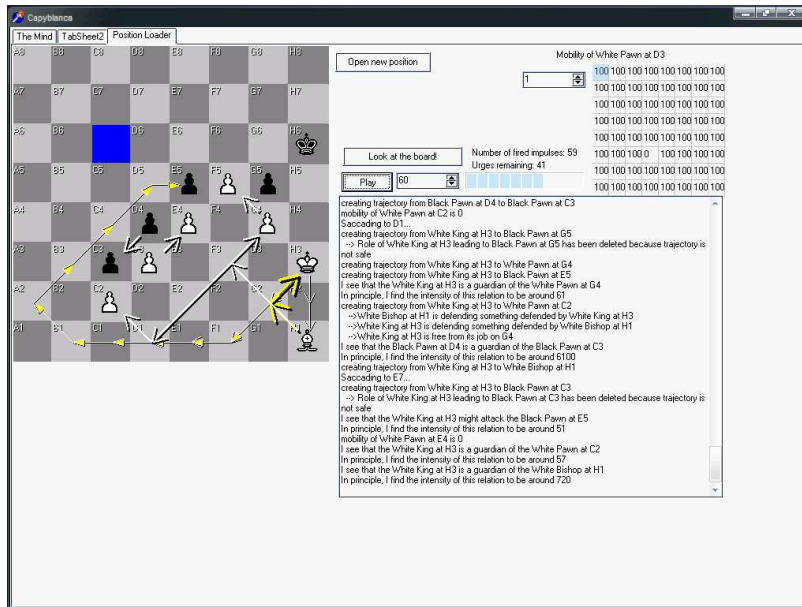 Capyblanca
The Mind TabSheet2 Position Loader
A8 B8 C8 D8 E8 F8 G8 H8
A7 B7 C7 D7 E7 F7 G7 H7
A6 B6 D6 E6 F6 G6 H6
A5 B5 C5 D5 E5 F5 G5 H5
A4 B4 C4 D4 E4 F4 G4 H4
A3 B3 C3 D3 E3 F3 G3 H3
A2 B2 C2 D2 E2 F2 G2 H2
A1 B1 C1 D1 E1 F1 G1 H1
Open new position
Mobility of White Pawn at D3
1
100 100 100 100 100 100 100 100
100 100 100 100 100 100 100 100
100 100 100 100 100 100 100 100
100 100 100 100 100 100 100 100
100 100 100 100 100 100 100 100
100 100 100 0 100 100 100 100
100 100 100 100 100 100 100 100
100 100 100 100 100 100 100 100
Look at the board!
Number of fired impulses: 59
Urges remaining: 41
Play 60
creating trajectory from Black Pawn at D4 to Black Pawn at C3
mobility of White Pawn at C2 is 0
Saccading to D1...
creating trajectory from White King at H3 to Black Pawn at G5
--> Role of White King at H3 leading to Black Pawn at G5 has been deleted because trajectory is
not safe
creating trajectory from White King at H3 to White Pawn at G4
creating trajectory from White King at H3 to Black Pawn at E5
I see that the White King at H3 is a guardian of the White Pawn at G4
In principle, I find the intensity of this relation to be around 61
creating trajectory from White King at H3 to White Pawn at C2
-->White Bishop at H1 is defending something defended by White King at H3
-->White King at H3 is defending something defended by White Bishop at H1
-->White King at H3 is free from its job on G4
I see that the Black Pawn at D4 is a guardian of the Black Pawn at C3
In principle, I find the intensity of this relation to be around 6100
creating trajectory from White King at H3 to White Bishop at H1
Saccading to E7...
creating trajectory from White King at H3 to Black Pawn at C3
--> Role of White King at H3 leading to Black Pawn at C3 has been deleted because trajectory is
not safe
I see that the White King at H3 might attack the Black Pawn at E5
In principle, I find the intensity of this relation to be around 51
mobility of White Pawn at E4 is 0
I see that the White King at H3 is a guardian of the White Pawn at C2
In principle, I find the intensity of this relation to be around 57
I see that the White King at H3 is a guardian of the White Bishop at H1
In principle, I find the intensity of this relation to be around 720